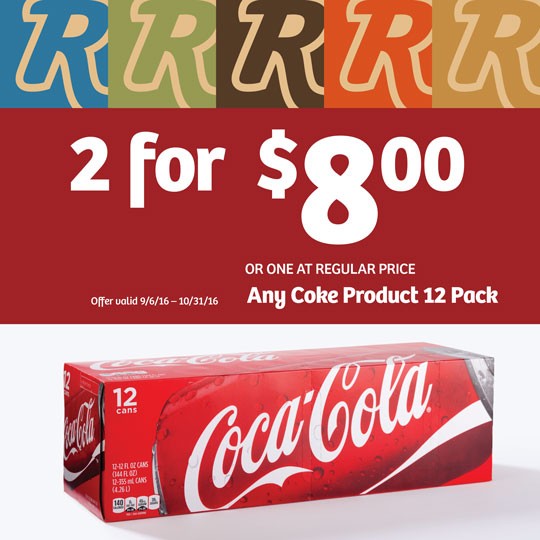 R R R R R
2 for $8.00
OR ONE AT REGULAR PRICE
Offer valid 9/6/16 – 10/31/16
Any Coke Product 12 Pack
Coca-Cola
12
12
cans
Coca-Cola
Coca-Cola®
12-12 FL OZ CANS
(144 FL OZ)
12-355 mL CANS
(4.26 L)
140